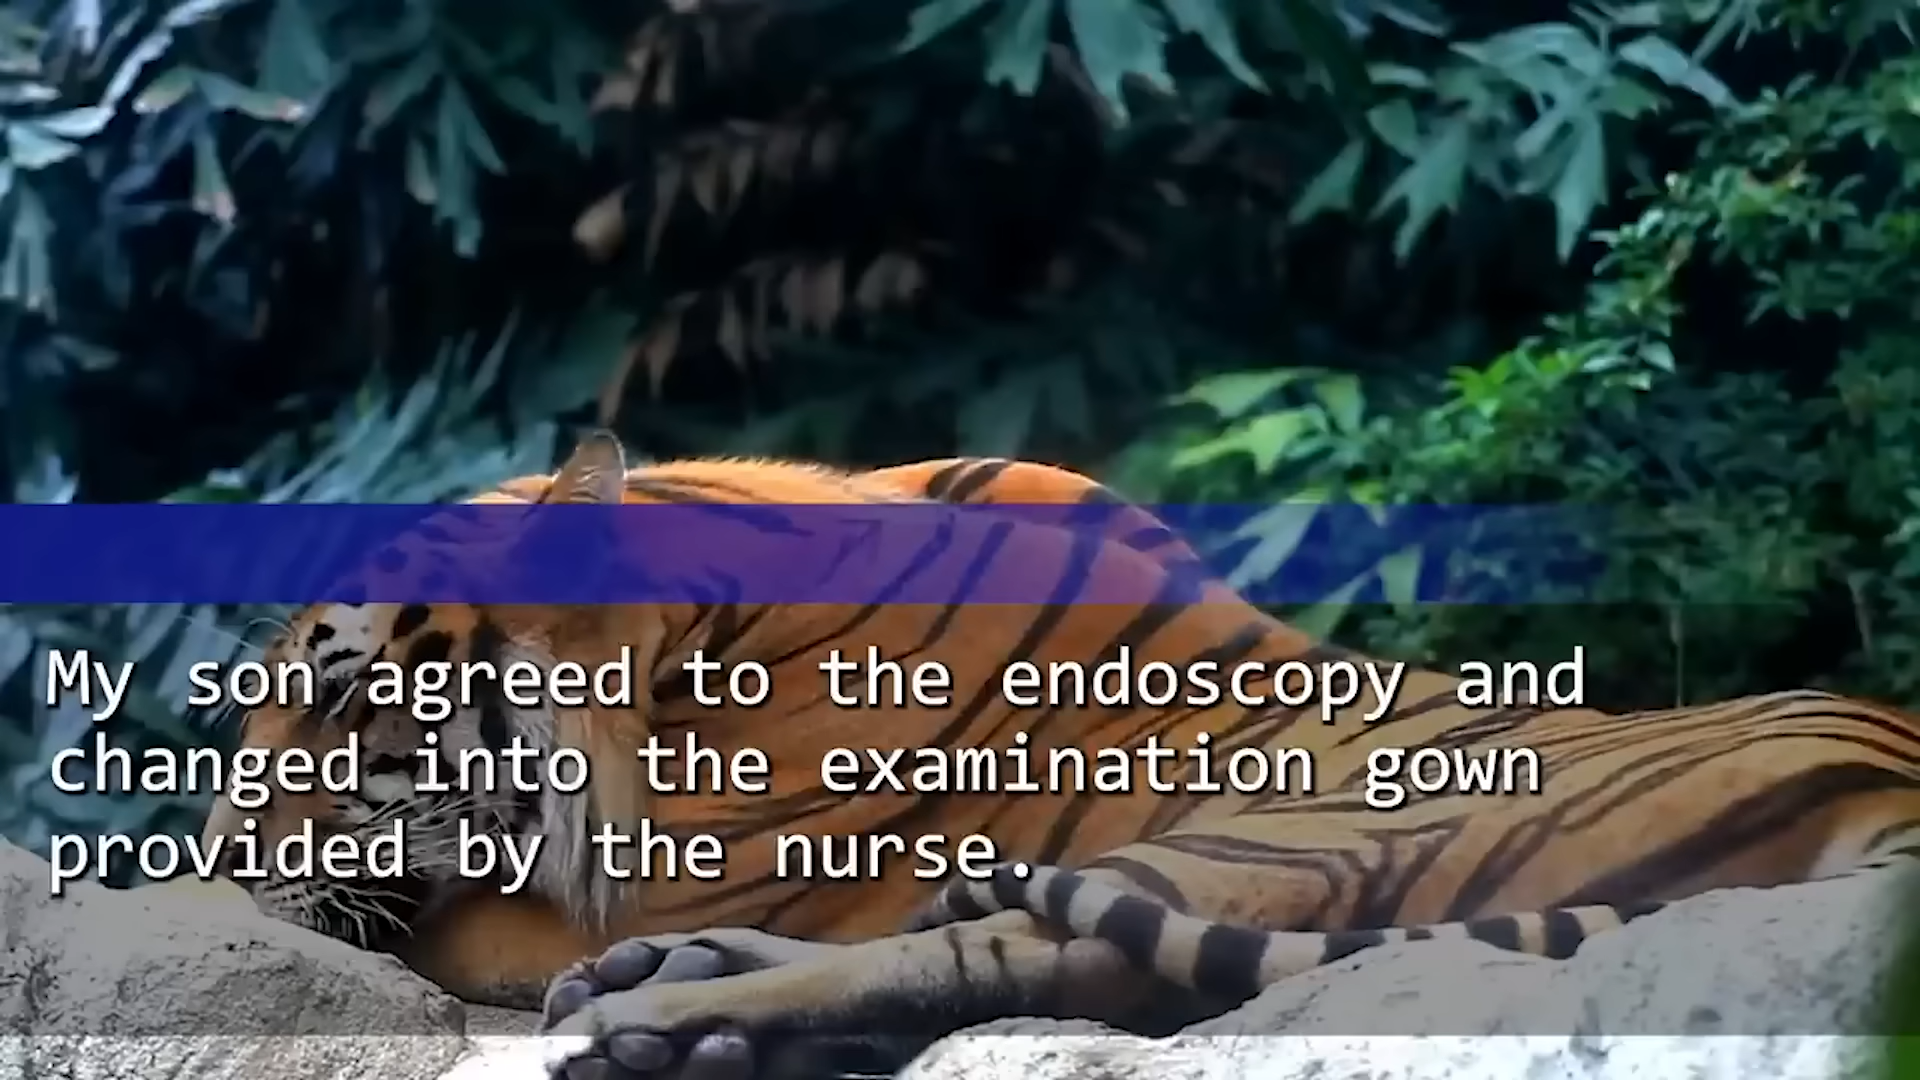 My son agreed to the endoscopy and
changed into the examination gown
provided by the nurse.